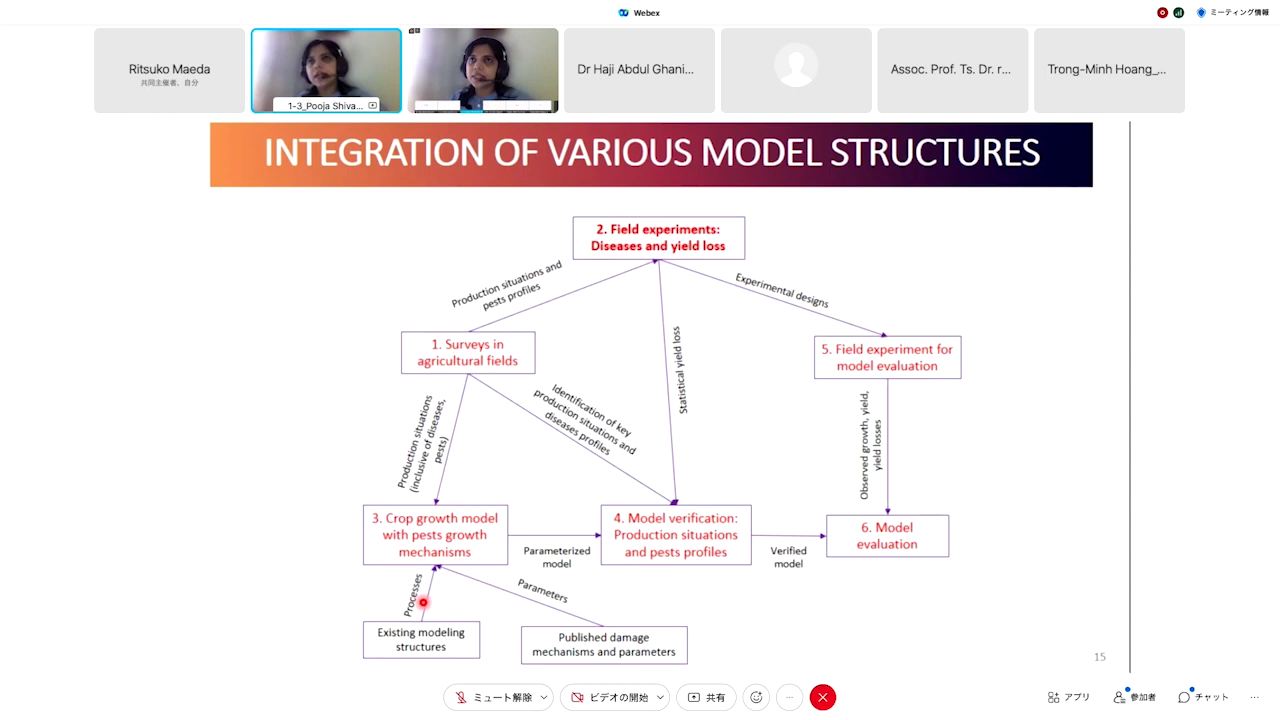 Webex
ミーティング情報
Ritsuko Maeda
共同主催者、自分
1-3_Pooja Shiva...
Dr Haji Abdul Ghani...
Assoc. Prof. Ts. Dr. r...
Trong-Minh Hoang_...
INTEGRATION OF VARIOUS MODEL STRUCTURES
2. Field experiments:
Diseases and yield loss
Production situations and
pests profiles
Experimental designs
1. Surveys in
agricultural fields
Statistical yield loss
5. Field experiment for
model evaluation
Production situations
(inclusive of diseases,
pests)
Identification of key
production situations and
diseases profiles
Observed growth, yield,
yield losses
3. Crop growth model
with pests growth
mechanisms
Parameterized
model
4. Model verification:
Production situations
and pests profiles
Verified
model
6. Model
evaluation
Processes
Parameters
Existing modeling
structures
Published damage
mechanisms and parameters
15
ミュート解除
ビデオの開始
共有
アプリ
参加者
チャット